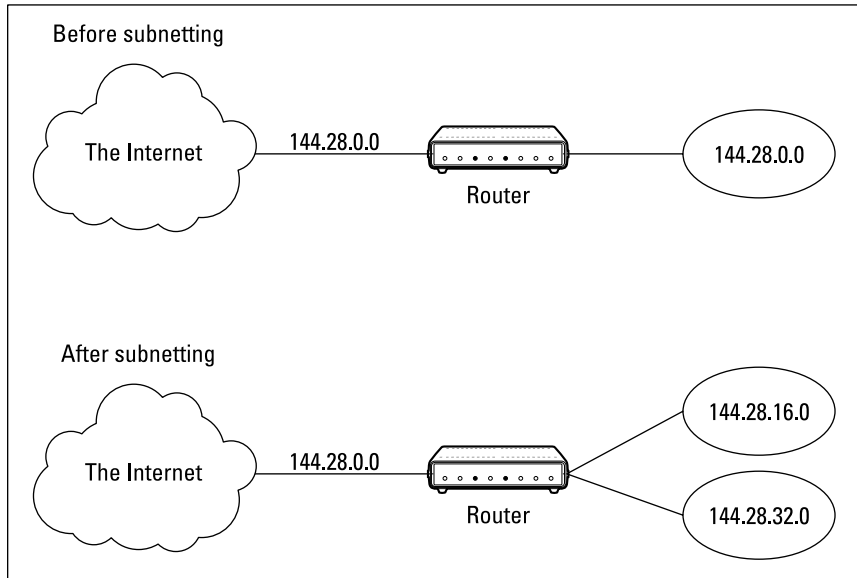 Before subnetting
The Internet
144.28.0.0
Router
144.28.0.0
After subnetting
The Internet
144.28.0.0
Router
144.28.16.0
144.28.32.0